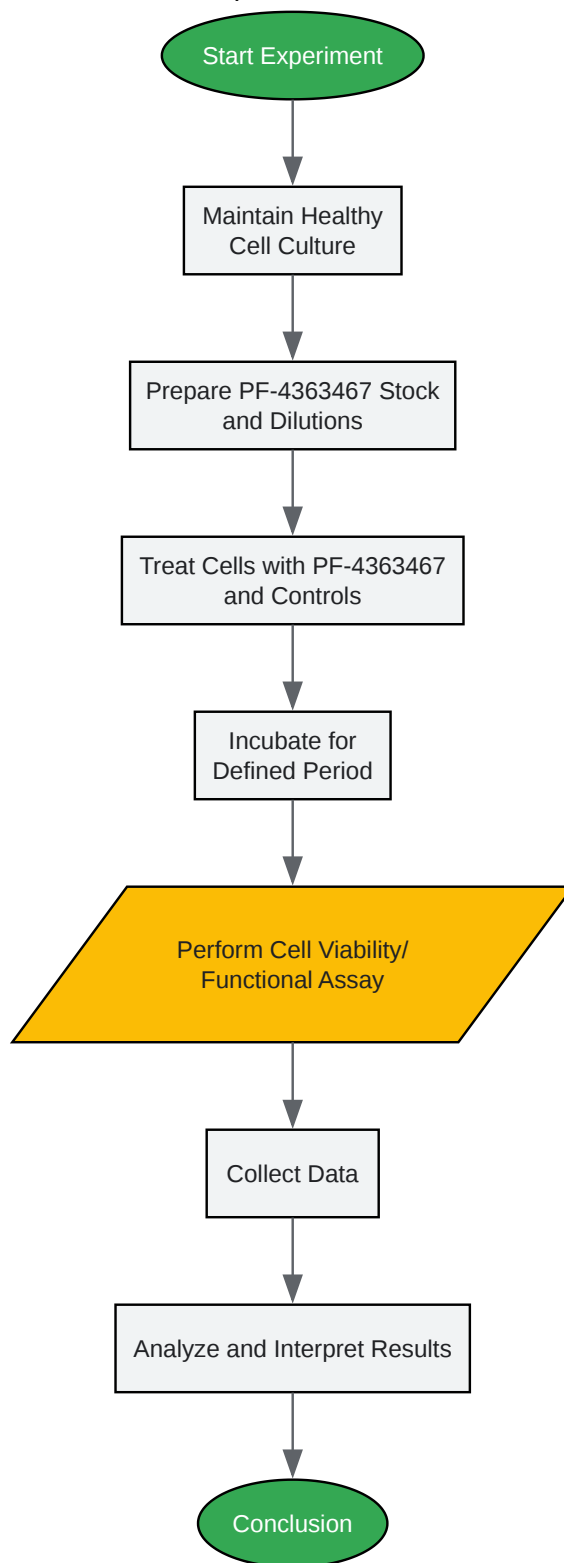 Start Experiment
Maintain Healthy
Cell Culture
Prepare PF-4363467 Stock
and Dilutions
Treat Cells with PF-4363467
and Controls
Incubate for
Defined Period
Perform Cell Viability/
Functional Assay
Collect Data
Analyze and Interpret Results
Conclusion